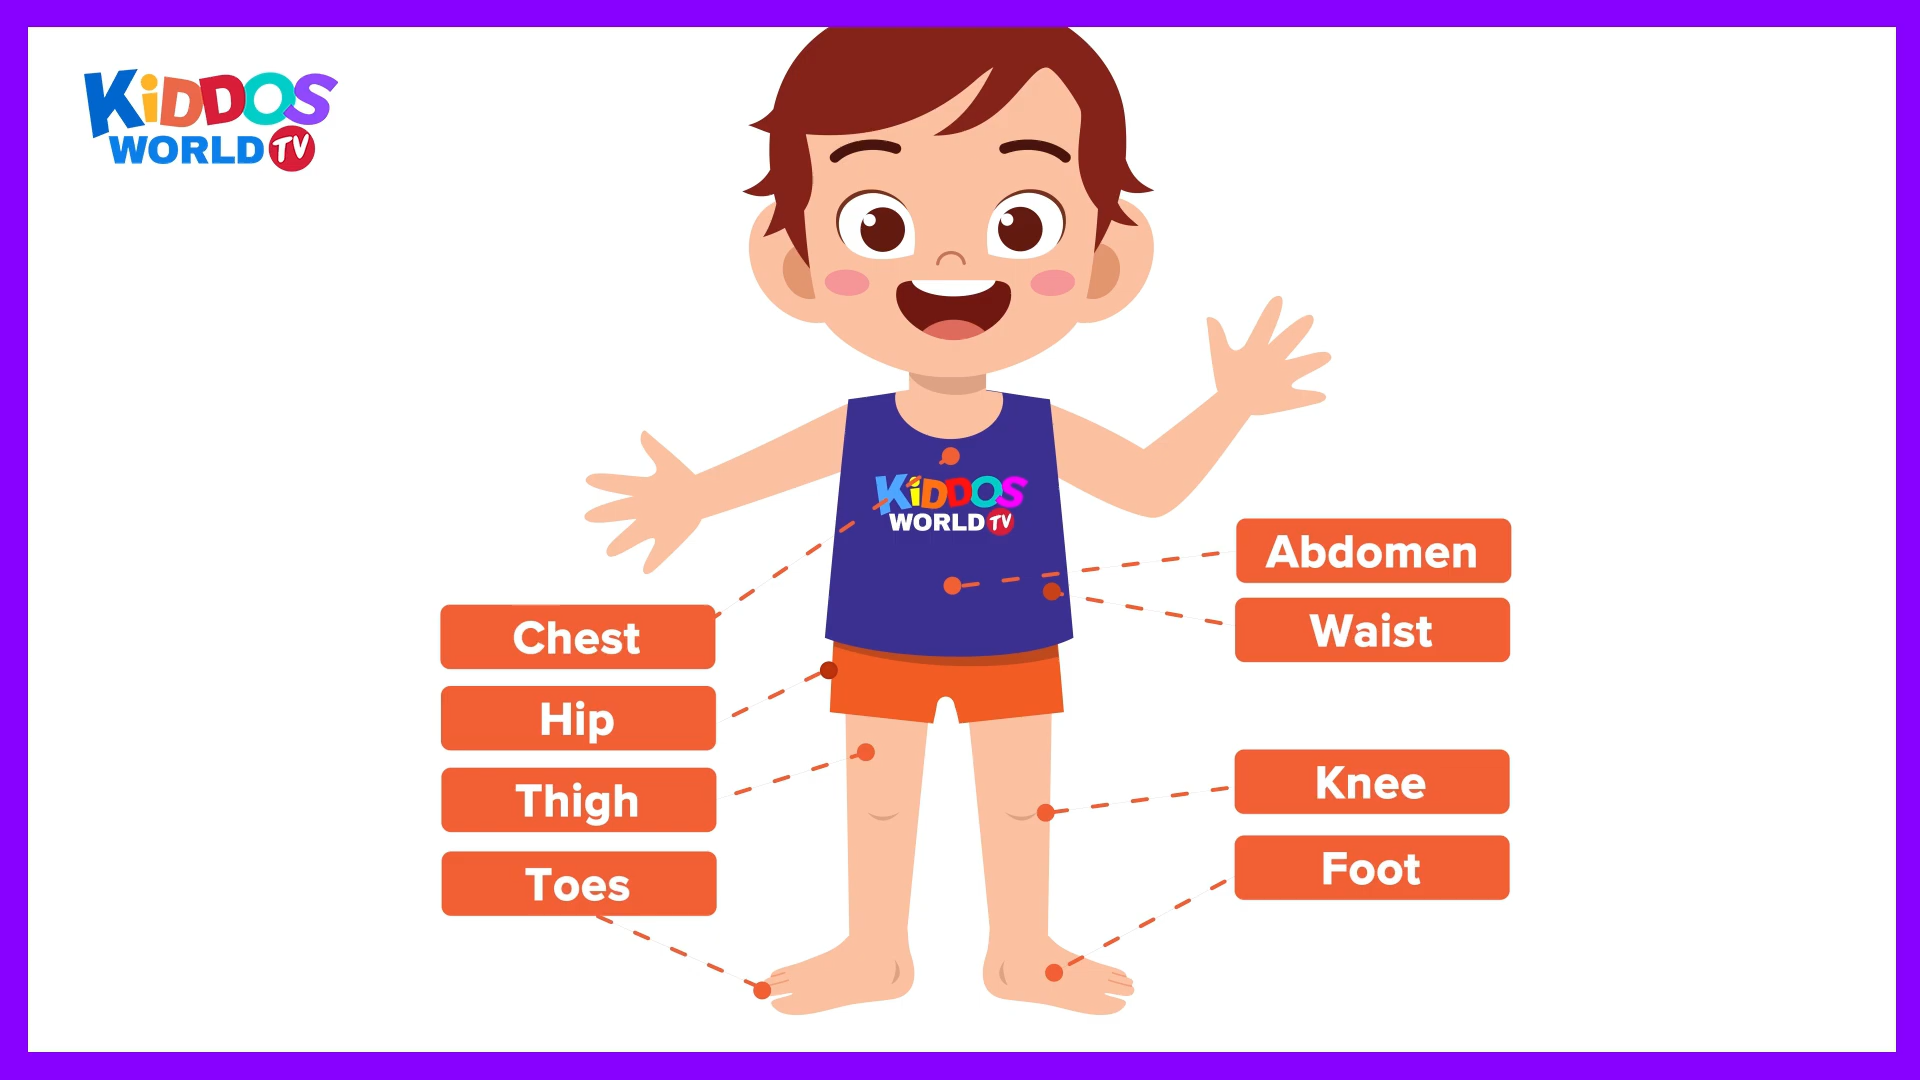 KiDDOS
WORLD TV
KiDDOS
WORLD TV
Chest
Hip
Thigh
Toes
Abdomen
Waist
Knee
Foot